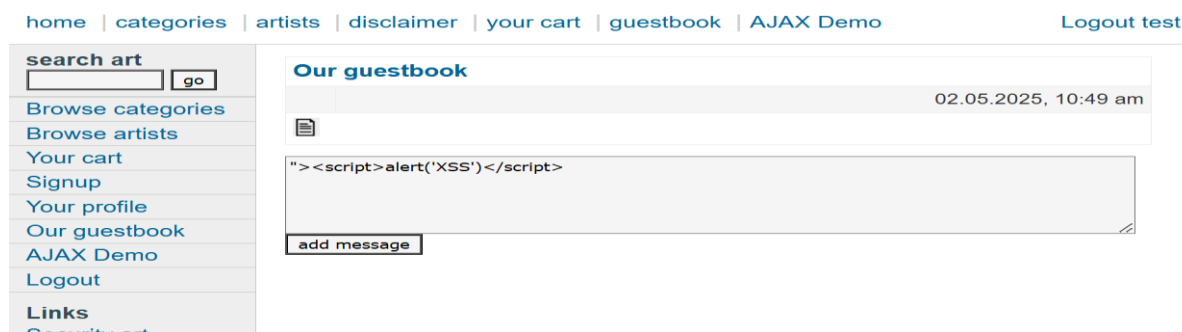 home | categories | artists | disclaimer | your cart | guestbook | AJAX Demo Logout test
search art
go
Browse categories
Browse artists
Your cart
Signup
Your profile
Our guestbook
AJAX Demo
Logout
Links
Our guestbook
02.05.2025, 10:49 am
"><script>alert('XSS')</script>
add message